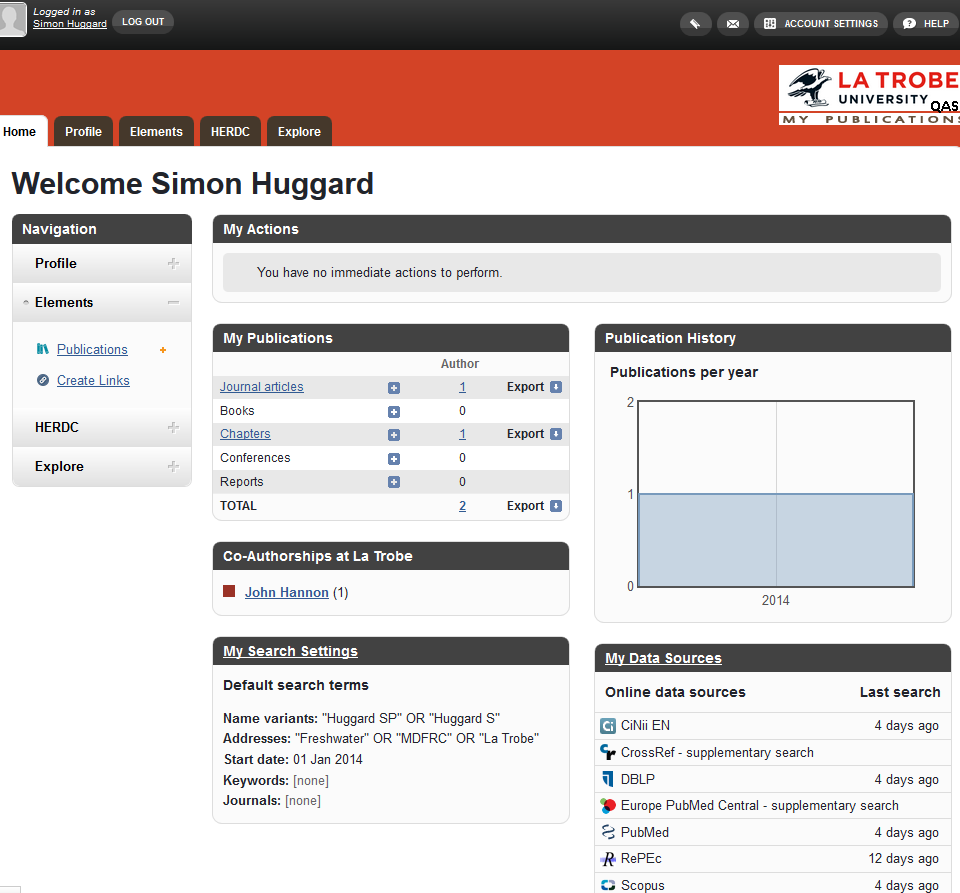 Logged in as
Simon Huggard
LOG OUT
ACCOUNT SETTINGS
HELP
LA TROBE
UNIVERSITY
QAS
MY PUBLICATIONS
Home
Profile
Elements
HERDC
Explore
Welcome Simon Huggard
Navigation
Profile
Elements
Publications
Create Links
HERDC
Explore
My Actions
You have no immediate actions to perform.
My Publications
Author
Journal articles 1 Export
Books 0
Chapters 1 Export
Conferences 0
Reports 0
TOTAL 2 Export
Co-Authorships at La Trobe
John Hannon (1)
My Search Settings
Default search terms
Name variants: "Huggard SP" OR "Huggard S"
Addresses: "Freshwater" OR "MDFRC" OR "La Trobe"
Start date: 01 Jan 2014
Keywords: [none]
Journals: [none]
Publication History
Publications per year
2
1
0
2014
My Data Sources
Online data sources Last search
Ci CiNii EN 4 days ago
cr CrossRef - supplementary search
DBLP 4 days ago
Europe PubMed Central - supplementary search
PubMed 4 days ago
R RePEc 12 days ago
Scopus 4 days ago